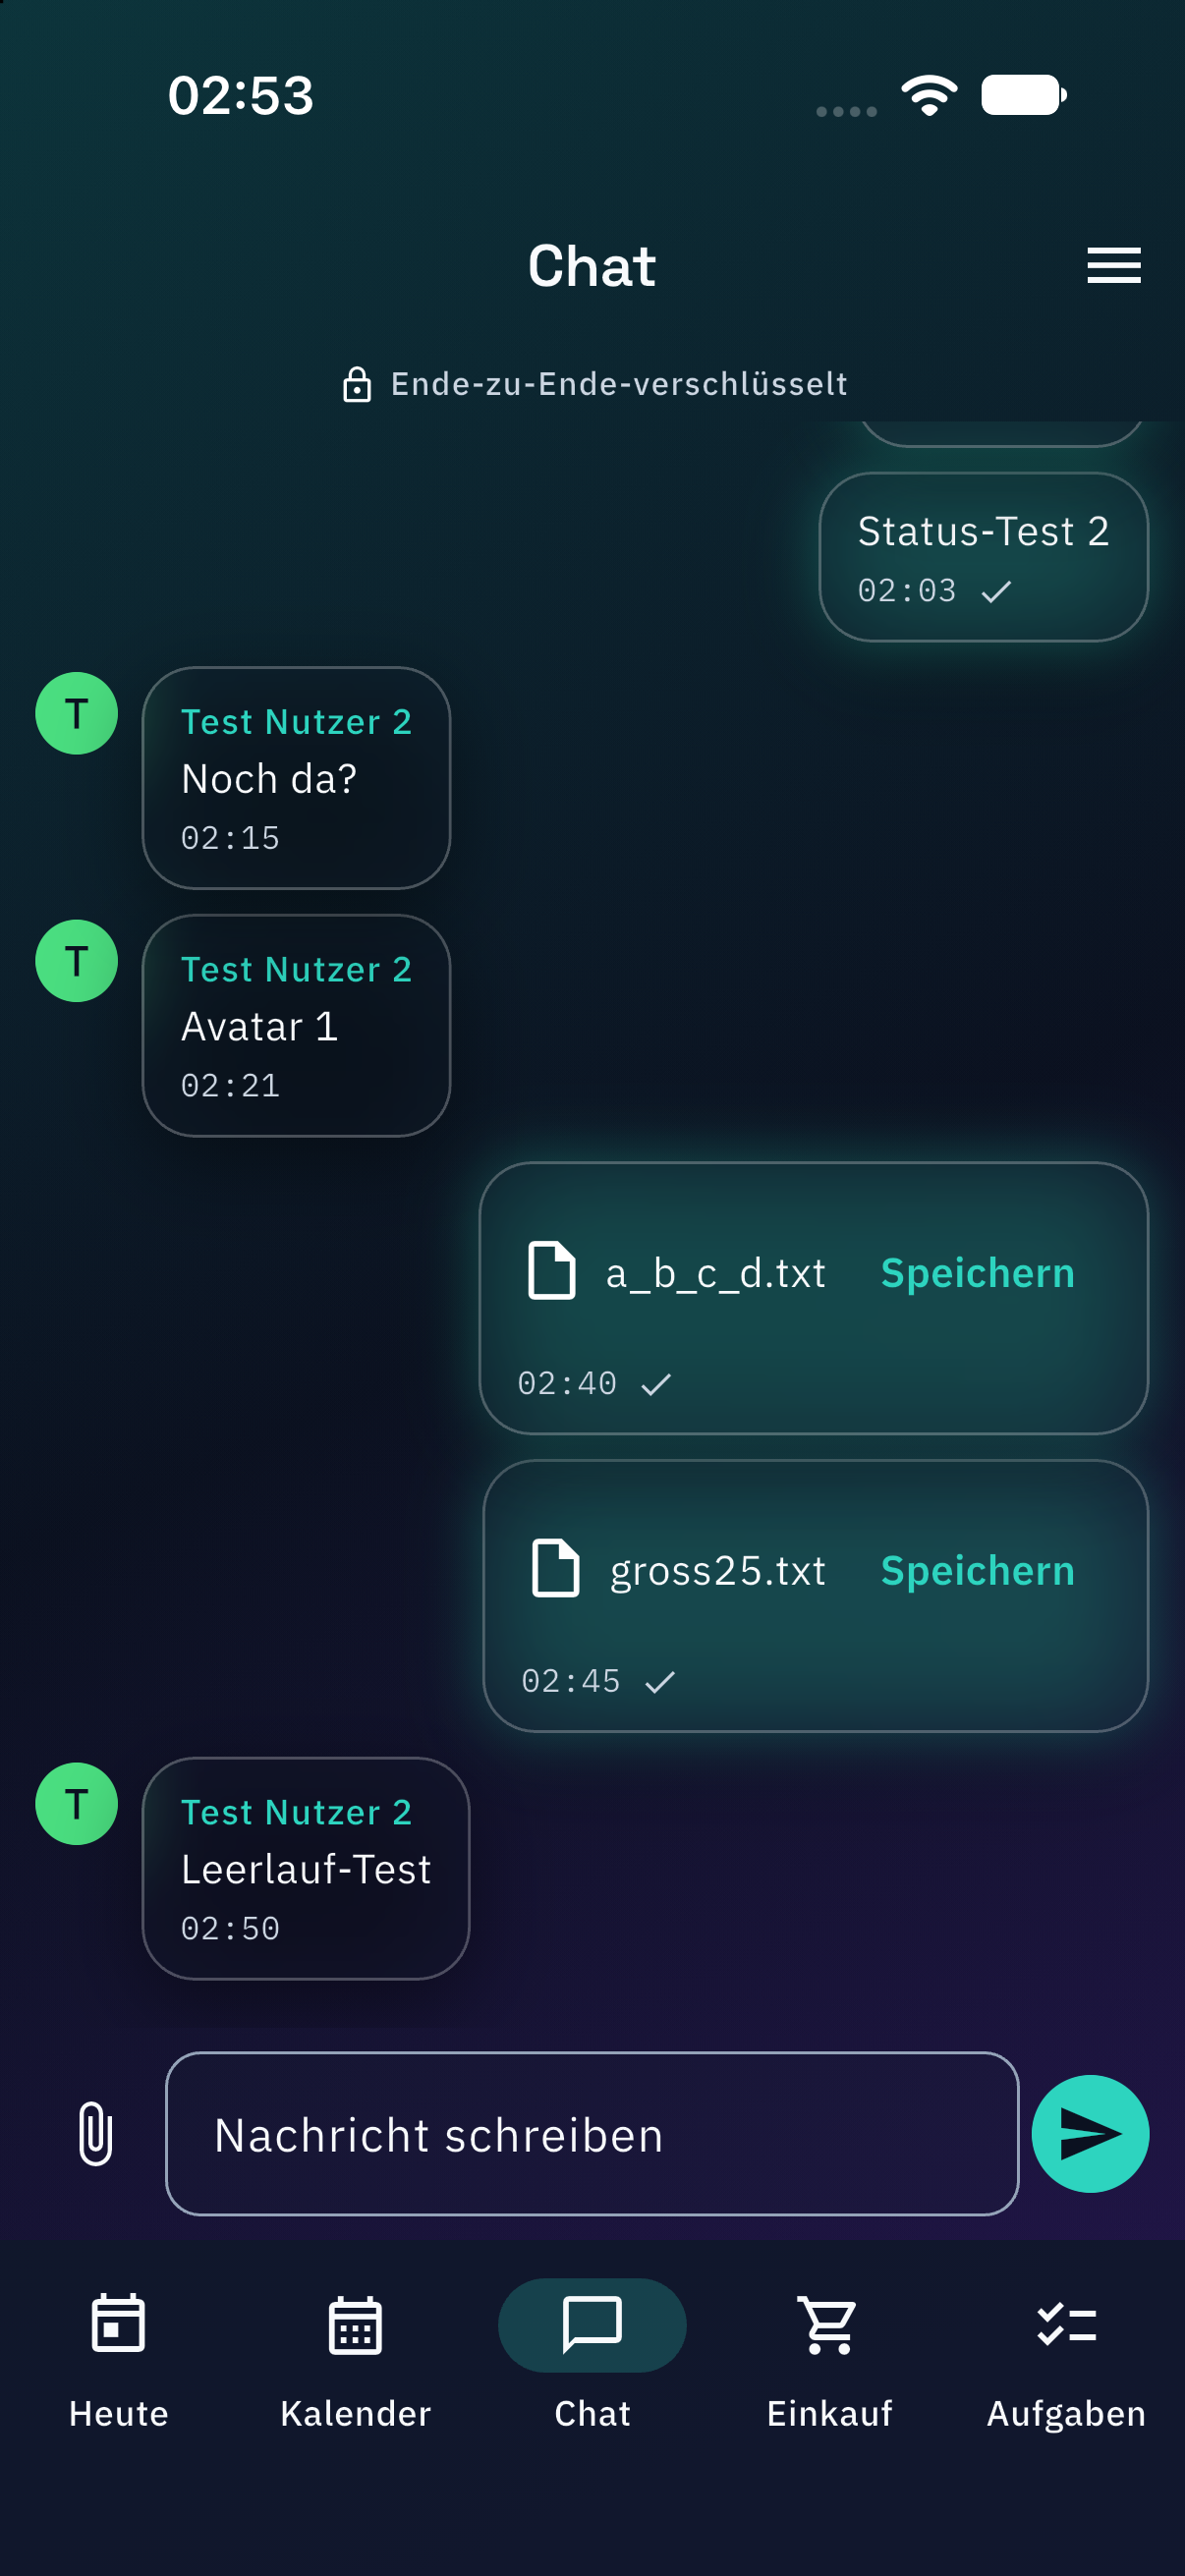 02:53
Chat
Ende-zu-Ende-verschlüsselt
Status-Test 2
02:03
T
Test Nutzer 2
Noch da?
02:15
T
Test Nutzer 2
Avatar 1
02:21
a_b_c_d.txt Speichern
02:40
gross25.txt Speichern
02:45
T
Test Nutzer 2
Leerlauf-Test
02:50
Nachricht schreiben
Heute Kalender Chat Einkauf Aufgaben